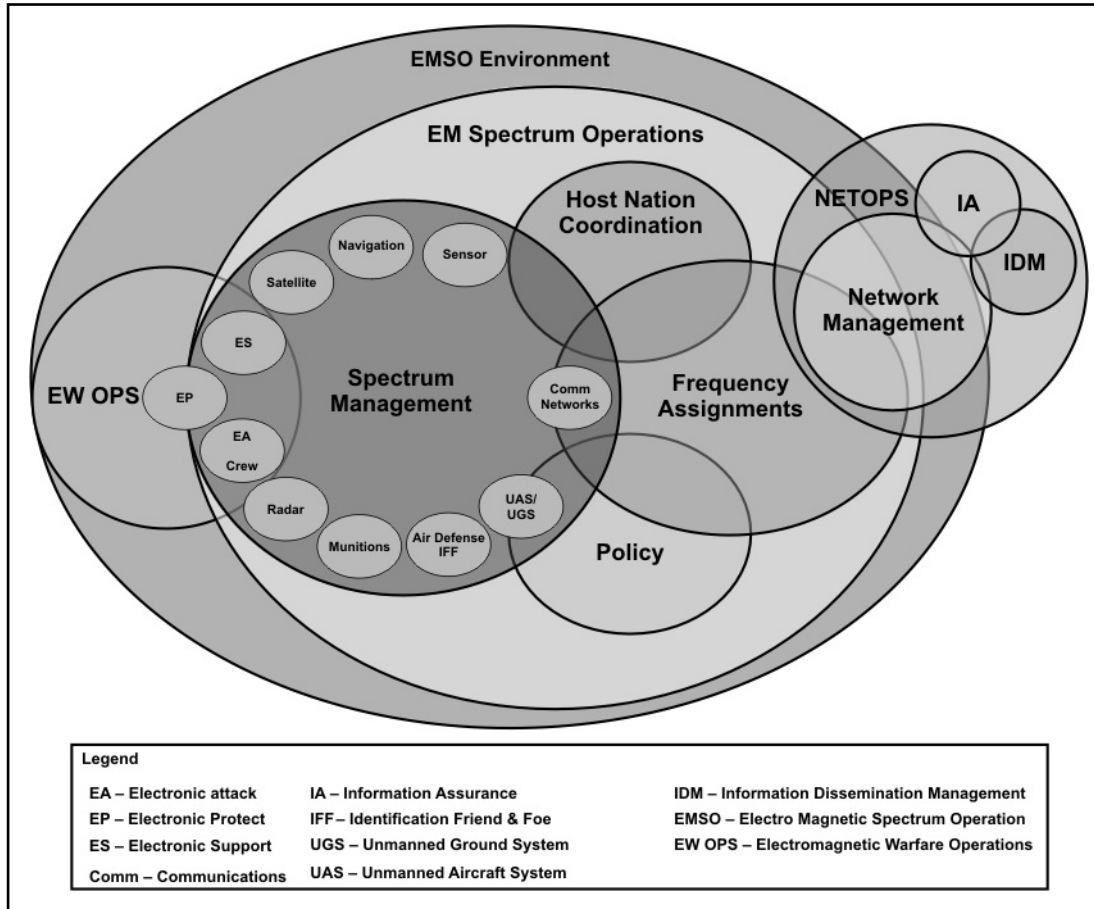 EMSO Environment
EM Spectrum Operations
Host Nation
Coordination
NETOPS
IA
IDM
Network
Management
Navigation
Sensor
Satellite
ES
EW OPS
EP
Spectrum
Management
Comm
Networks
Frequency
Assignments
EA
Crew
Radar
Munitions
Air Defense
IFF
UAS/
UGS
Policy
Legend
EA – Electronic attack
EP – Electronic Protect
ES – Electronic Support
Comm – Communications
IA – Information Assurance
IFF – Identification Friend & Foe
UGS – Unmanned Ground System
UAS – Unmanned Aircraft System
IDM – Information Dissemination Management
EMSO – Electro Magnetic Spectrum Operation
EW OPS – Electromagnetic Warfare Operations